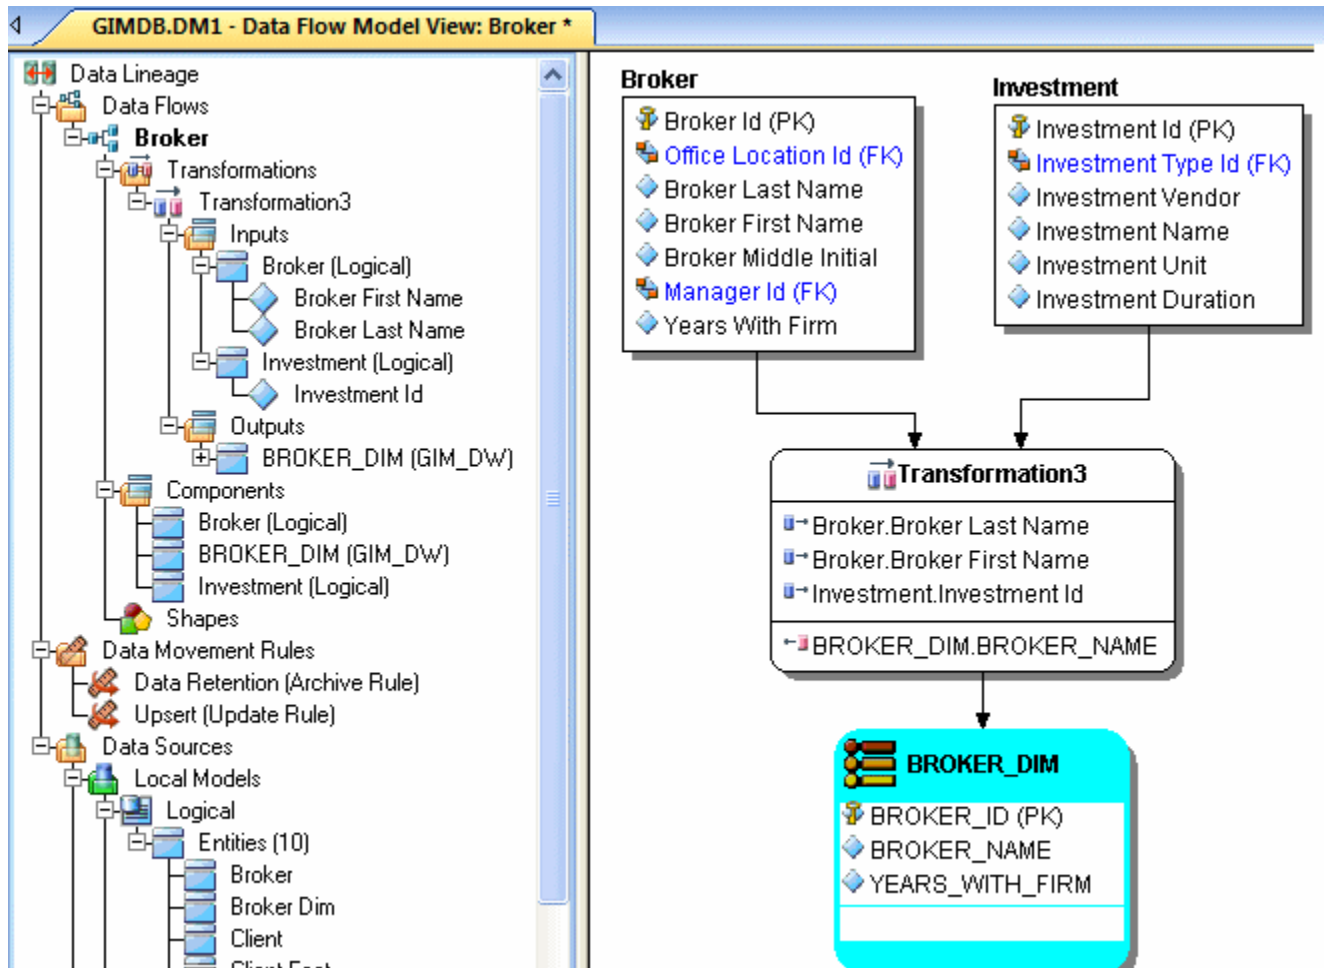 GIMDB.DM1 - Data Flow Model View: Broker *
Data Lineage
Data Flows
Broker
Transformations
Transformation3
Inputs
Broker (Logical)
Broker First Name
Broker Last Name
Investment (Logical)
Investment Id
Outputs
BROKER_DIM (GIM_DW)
Components
Broker (Logical)
BROKER_DIM (GIM_DW)
Investment (Logical)
Shapes
Data Movement Rules
Data Retention (Archive Rule)
Upsert (Update Rule)
Data Sources
Local Models
Logical
Entities (10)
Broker
Broker Dim
Client
Client Fact
Broker
Broker Id (PK)
Office Location Id (FK)
Broker Last Name
Broker First Name
Broker Middle Initial
Manager Id (FK)
Years With Firm
Investment
Investment Id (PK)
Investment Type Id (FK)
Investment Vendor
Investment Name
Investment Unit
Investment Duration
Transformation3
Broker.Broker Last Name
Broker.Broker First Name
Investment.Investment Id
BROKER_DIM.BROKER_NAME
BROKER_DIM
BROKER_ID (PK)
BROKER_NAME
YEARS_WITH_FIRM